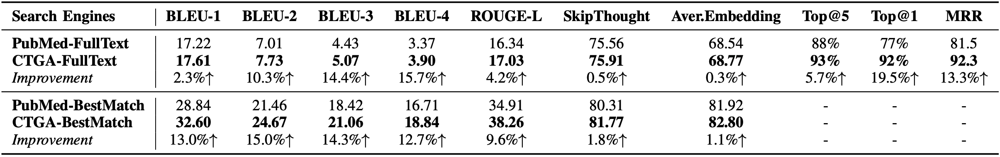 Search Engines BLEU-1 BLEU-2 BLEU-3 BLEU-4 ROUGE-L SkipThought Aver.Embedding Top@5 Top@1 MRR
PubMed-FullText 17.22 7.01 4.43 3.37 16.34 75.56 68.54 88% 77% 81.5
CTGA-FullText 17.61 7.73 5.07 3.90 17.03 75.91 68.77 93% 92% 92.3
Improvement 2.3%↑ 10.3%↑ 14.4%↑ 15.7%↑ 4.2%↑ 0.5%↑ 0.3%↑ 5.7%↑ 19.5%↑ 13.3%↑
PubMed-BestMatch 28.84 21.46 18.42 16.71 34.91 80.31 81.92 - - -
CTGA-BestMatch 32.60 24.67 21.06 18.84 38.26 81.77 82.80 - - -
Improvement 13.0%↑ 15.0%↑ 14.3%↑ 12.7%↑ 9.6%↑ 1.8%↑ 1.1%↑ - - -